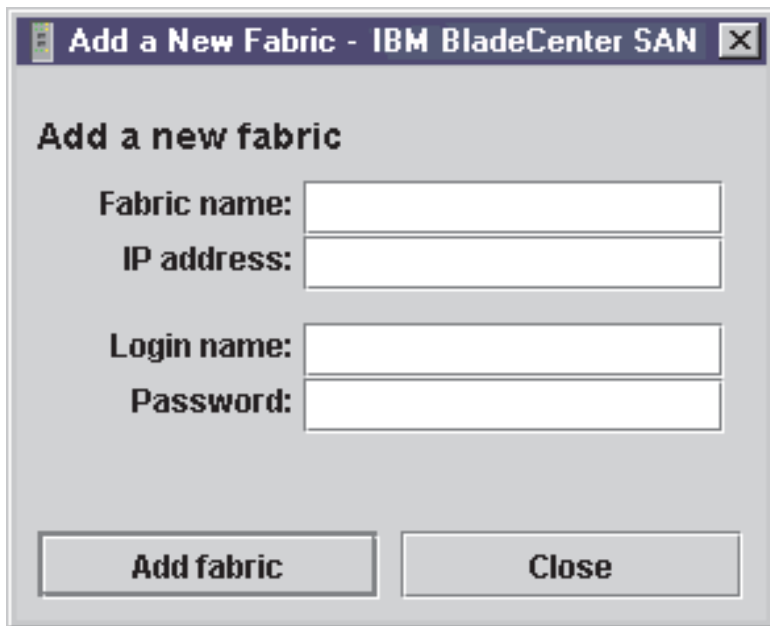 Add a New Fabric - IBM BladeCenter SAN
Add a new fabric
Fabric name:
IP address:
Login name:
Password:
Add fabric
Close